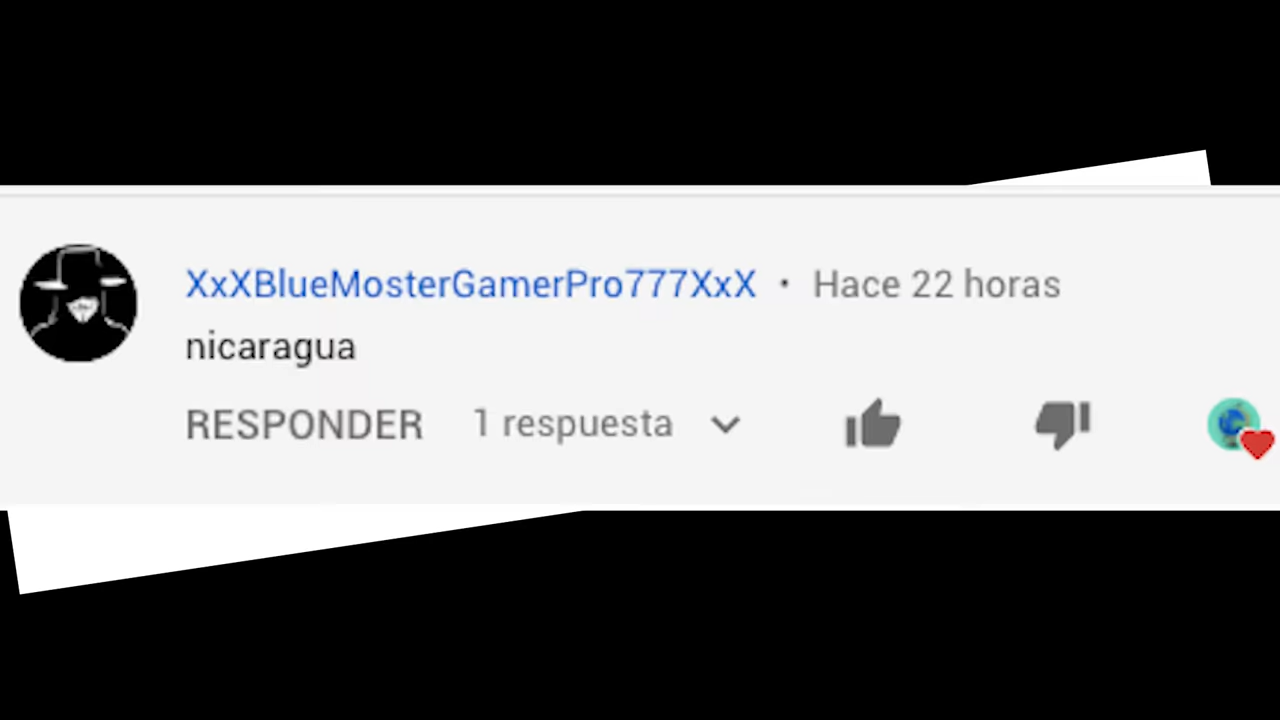 XxXBlueMosterGamerPro777XxX · Hace 22 horas
nicaragua
RESPONDER 1 respuesta